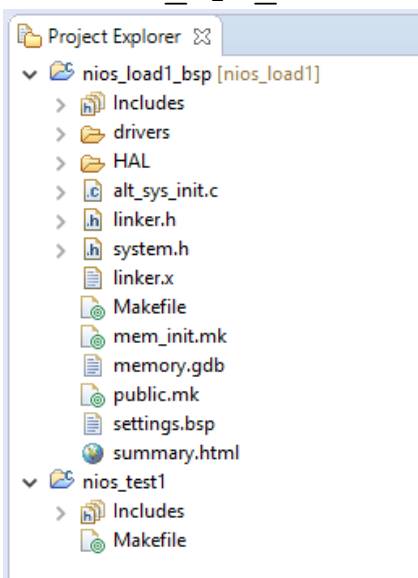 Project Explorer
nios_load1_bsp [nios_load1]
Includes
drivers
HAL
alt_sys_init.c
linker.h
system.h
linker.x
Makefile
mem_init.mk
memory.gdb
public.mk
settings.bsp
summary.html
nios_test1
Includes
Makefile